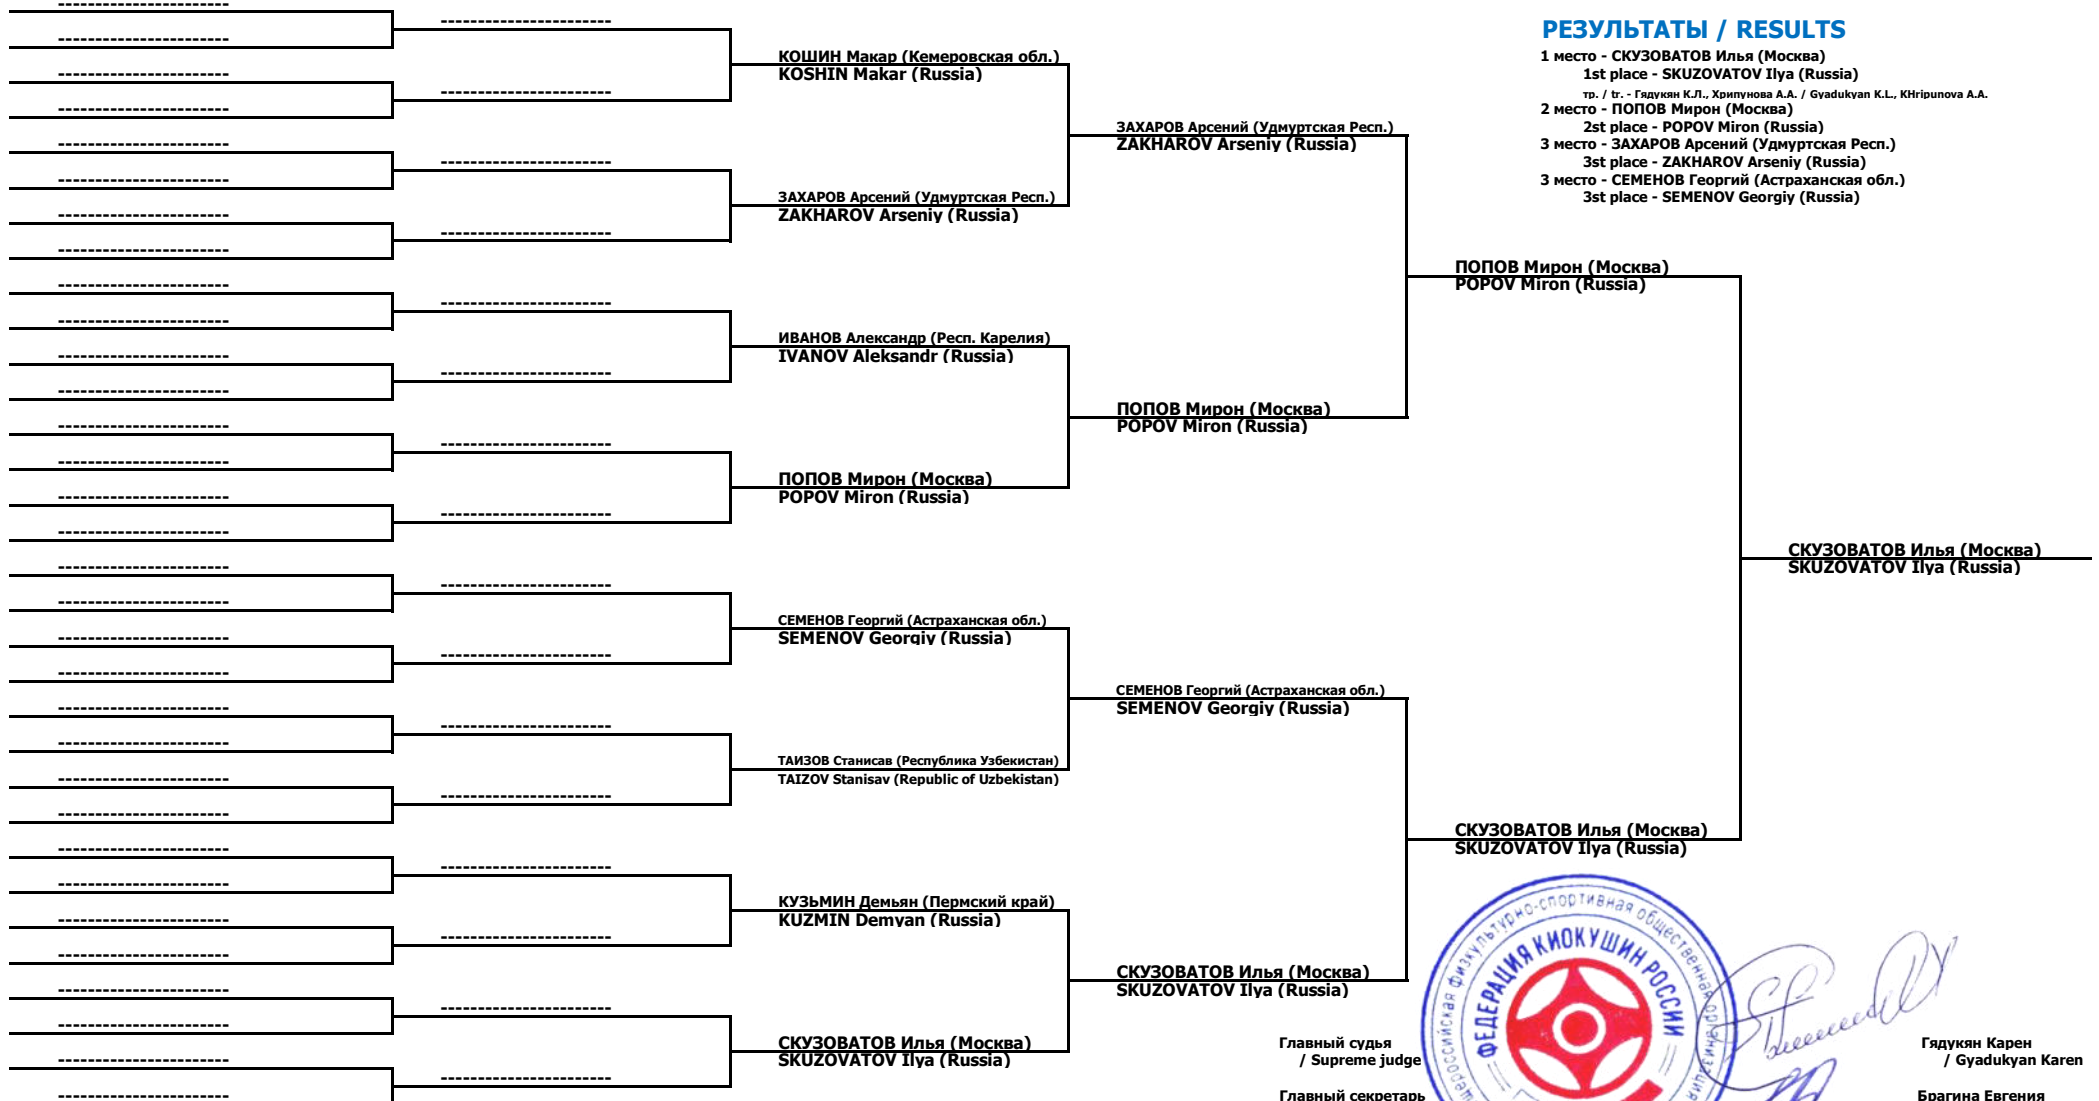 РЕЗУЛЬТАТЫ / RESULTS
1 место - СКУЗОВАТОВ Илья (Москва)
1st place - SKUZOVATOV Ilya (Russia)
тр. / tr. - Гядукян К.Л., Хрипунова А.А. / Gyadukyan K.L., KHripunova A.A.
2 место - ПОПОВ Мирон (Москва)
2st place - POPOV Miron (Russia)
3 место - ЗАХАРОВ Арсений (Удмуртская Респ.)
3st place - ZAKHAROV Arseniy (Russia)
3 место - СЕМЕНОВ Георгий (Астраханская обл.)
3st place - SEMENOV Georgiy (Russia)
КОШИН Макар (Кемеровская обл.)
KOSHIN Makar (Russia)
ЗАХАРОВ Арсений (Удмуртская Респ.)
ZAKHAROV Arseniy (Russia)
ИВАНОВ Александр (Респ. Карелия)
IVANOV Aleksandr (Russia)
ПОПОВ Мирон (Москва)
POPOV Miron (Russia)
СЕМЕНОВ Георгий (Астраханская обл.)
SEMENOV Georgiy (Russia)
ТАИЗОВ Станисав (Республика Узбекистан)
TAIZOV Stanisav (Republic of Uzbekistan)
КУЗЬМИН Демьян (Пермский край)
KUZMIN Demyan (Russia)
СКУЗОВАТОВ Илья (Москва)
SKUZOVATOV Ilya (Russia)
ЗАХАРОВ Арсений (Удмуртская Респ.)
ZAKHAROV Arseniy (Russia)
ПОПОВ Мирон (Москва)
POPOV Miron (Russia)
СЕМЕНОВ Георгий (Астраханская обл.)
SEMENOV Georgiy (Russia)
СКУЗОВАТОВ Илья (Москва)
SKUZOVATOV Ilya (Russia)
ПОПОВ Мирон (Москва)
POPOV Miron (Russia)
СКУЗОВАТОВ Илья (Москва)
SKUZOVATOV Ilya (Russia)
СКУЗОВАТОВ Илья (Москва)
SKUZOVATOV Ilya (Russia)
физкультурно-спортивная общественная организация
ФЕДЕРАЦИЯ КИОКУШИН РОССИИ
Главный судья
/ Supreme judge
Гядукян Карен
/ Gyadukyan Karen
Главный секретарь
Брагина Евгения